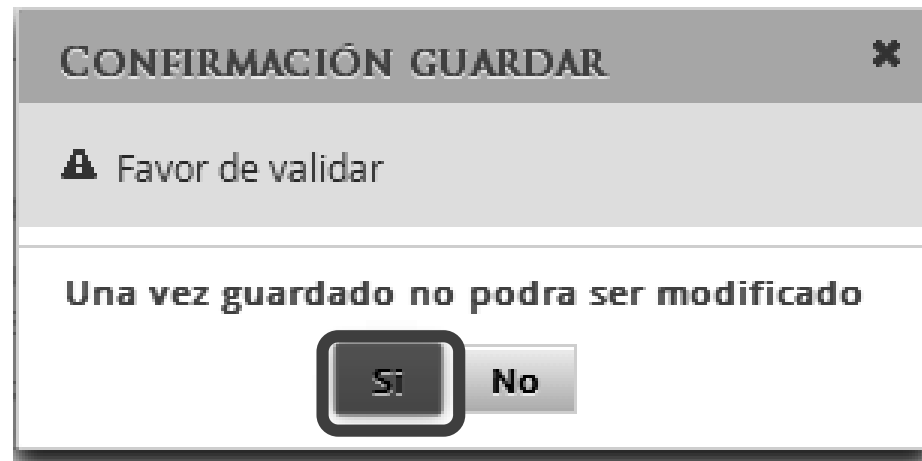 CONFIRMACIÓN GUARDAR
Favor de validar
Una vez guardado no podra ser modificado
Si No